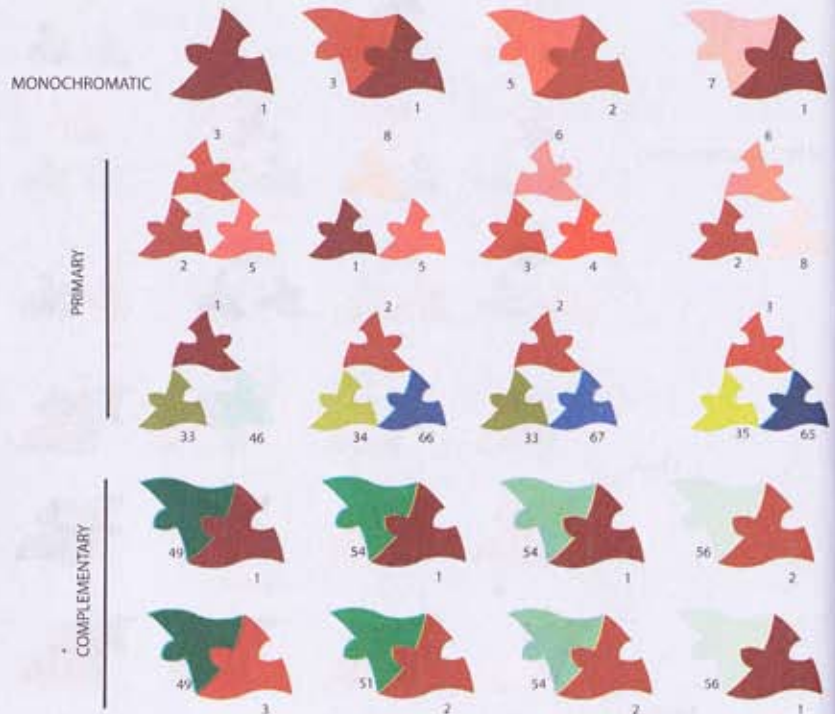 MONOCHROMATIC
1
3 1
5 2
7 1
3 8 6 6
PRIMARY
2 5 1 5 3 4 2 8
1 2 2 3
33 46 34 66 33 67 35 65
COMPLEMENTARY
49 54 54 56
1 1 1 2
49 51 54 56
3 2 2 1